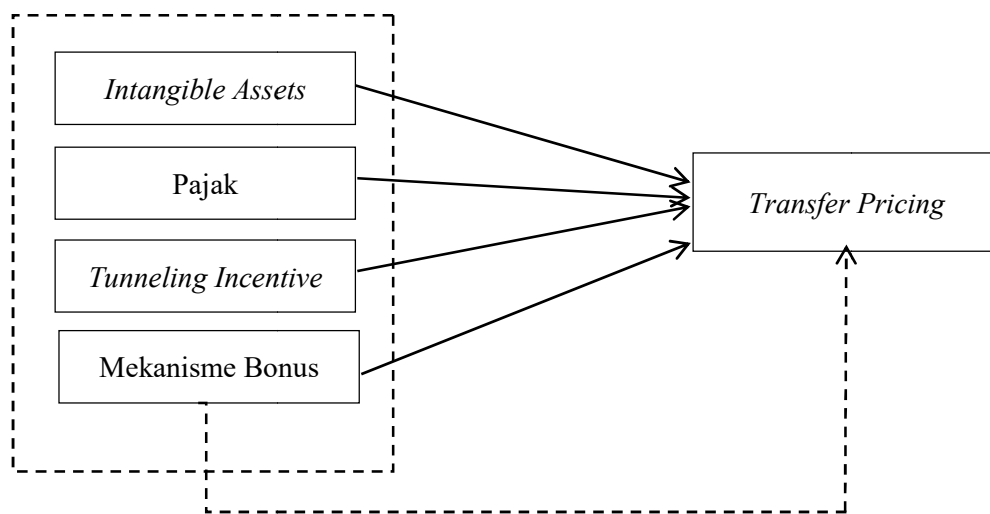 Intangible Assets
Pajak
Tunneling Incentive
Mekanisme Bonus
Transfer Pricing